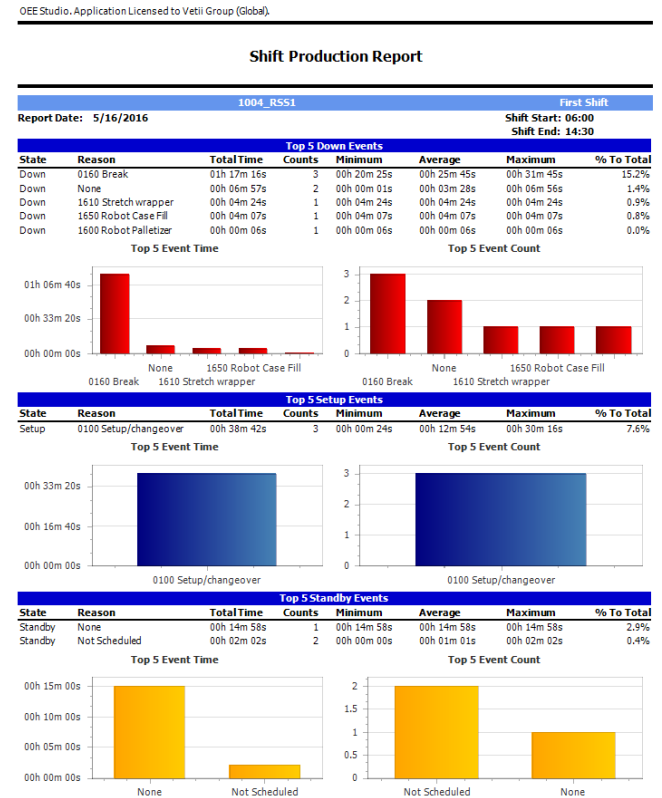 OEE Studio. Application Licensed to Vetii Group (Global).
Shift Production Report
1004_RSS1 First Shift
Report Date: 5/16/2016 Shift Start: 06:00
Shift End: 14:30
Top 5 Down Events
State Reason Total Time Counts Minimum Average Maximum % To Total
Down 0160 Break 01h 17m 16s 3 00h 20m 25s 00h 25m 45s 00h 31m 45s 15.2%
Down None 00h 06m 57s 2 00h 00m 01s 00h 03m 28s 00h 06m 56s 1.4%
Down 1610 Stretch wrapper 00h 04m 24s 1 00h 04m 24s 00h 04m 24s 00h 04m 24s 0.9%
Down 1650 Robot Case Fill 00h 04m 07s 1 00h 04m 07s 00h 04m 07s 00h 04m 07s 0.8%
Down 1600 Robot Palletizer 00h 00m 06s 1 00h 00m 06s 00h 00m 06s 00h 00m 06s 0.0%
Top 5 Event Time Top 5 Event Count
01h 06m 40s
00h 33m 20s
00h 00m 00s
None 1650 Robot Case Fill
0160 Break 1610 Stretch wrapper
3
2
1
0
None 1650 Robot Case Fill
0160 Break 1610 Stretch wrapper
Top 5 Setup Events
State Reason Total Time Counts Minimum Average Maximum % To Total
Setup 0100 Setup/changeover 00h 38m 42s 3 00h 00m 24s 00h 12m 54s 00h 30m 16s 7.6%
Top 5 Event Time Top 5 Event Count
00h 33m 20s
00h 16m 40s
00h 00m 00s
0100 Setup/changeover
3
2
1
0
0100 Setup/changeover
Top 5 Standby Events
State Reason Total Time Counts Minimum Average Maximum % To Total
Standby None 00h 14m 58s 1 00h 14m 58s 00h 14m 58s 00h 14m 58s 2.9%
Standby Not Scheduled 00h 02m 02s 2 00h 00m 00s 00h 01m 01s 00h 02m 02s 0.4%
Top 5 Event Time Top 5 Event Count
00h 15m 00s
00h 10m 00s
00h 05m 00s
00h 00m 00s
None Not Scheduled
2
1.5
1
0.5
0
Not Scheduled None